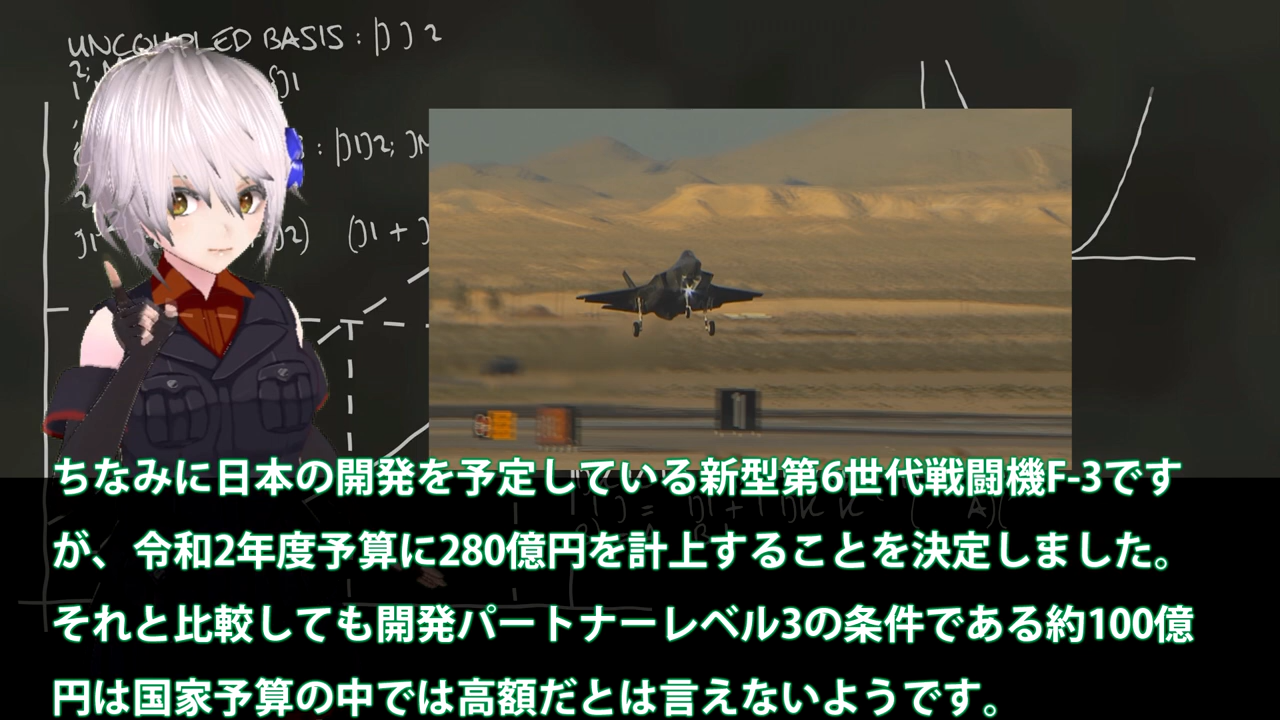 UNCOUPLED BASIS : |J J 2
ちなみに日本の開発を予定している新型第6世代戦闘機F-3です
が、令和2年度予算に280億円を計上することを決定しました。
それと比較しても開発パートナーレベル3の条件である約100億
円は国家予算の中では高額だとは言えないようです。